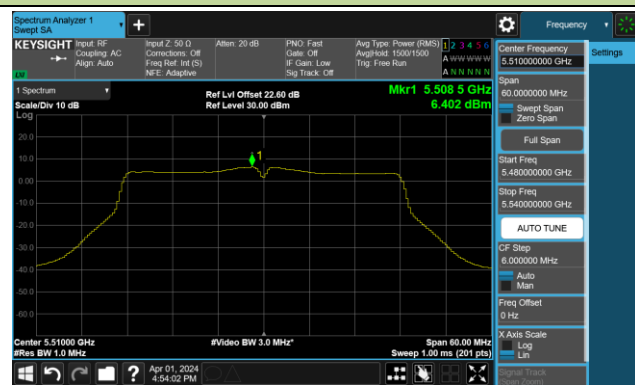 Spectrum Analyzer 1
Swept SA
Frequency
KEYSIGHT
Input: RF
Coupling: AC
Align: Auto
Input Z: 50 Ω
Corrections: Off
Freq Ref: Int (S)
NFE: Adaptive
Atten: 20 dB
PNO: Fast
Gate: Off
IF Gain: Low
Sig Track: Off
Avg Type: Power (RMS)
Avg|Hold: 1500/1500
Trig: Free Run
1 2 3 4 5 6
A W W W W W
A N N N N N
LW
Center Frequency
5.510000000 GHz
Settings
Span
60.0000000 MHz
Swept Span
Zero Span
Full Span
Start Freq
5.480000000 GHz
Stop Freq
5.540000000 GHz
AUTO TUNE
CF Step
6.000000 MHz
Auto
Man
Freq Offset
0 Hz
X Axis Scale
Log
Lin
Signal Track
(Span Zoom)
1 Spectrum
Scale/Div 10 dB
Log
Ref Lvl Offset 22.60 dB
Ref Level 30.00 dBm
Mkr1 5.508 5 GHz
6.402 dBm
1
20.0
10.0
0.00
-10.0
-20.0
-30.0
-40.0
-50.0
-60.0
Center 5.51000 GHz
#Res BW 1.0 MHz
#Video BW 3.0 MHz*
Span 60.00 MHz
Sweep 1.00 ms (201 pts)
?
Apr 01, 2024
4:54:02 PM